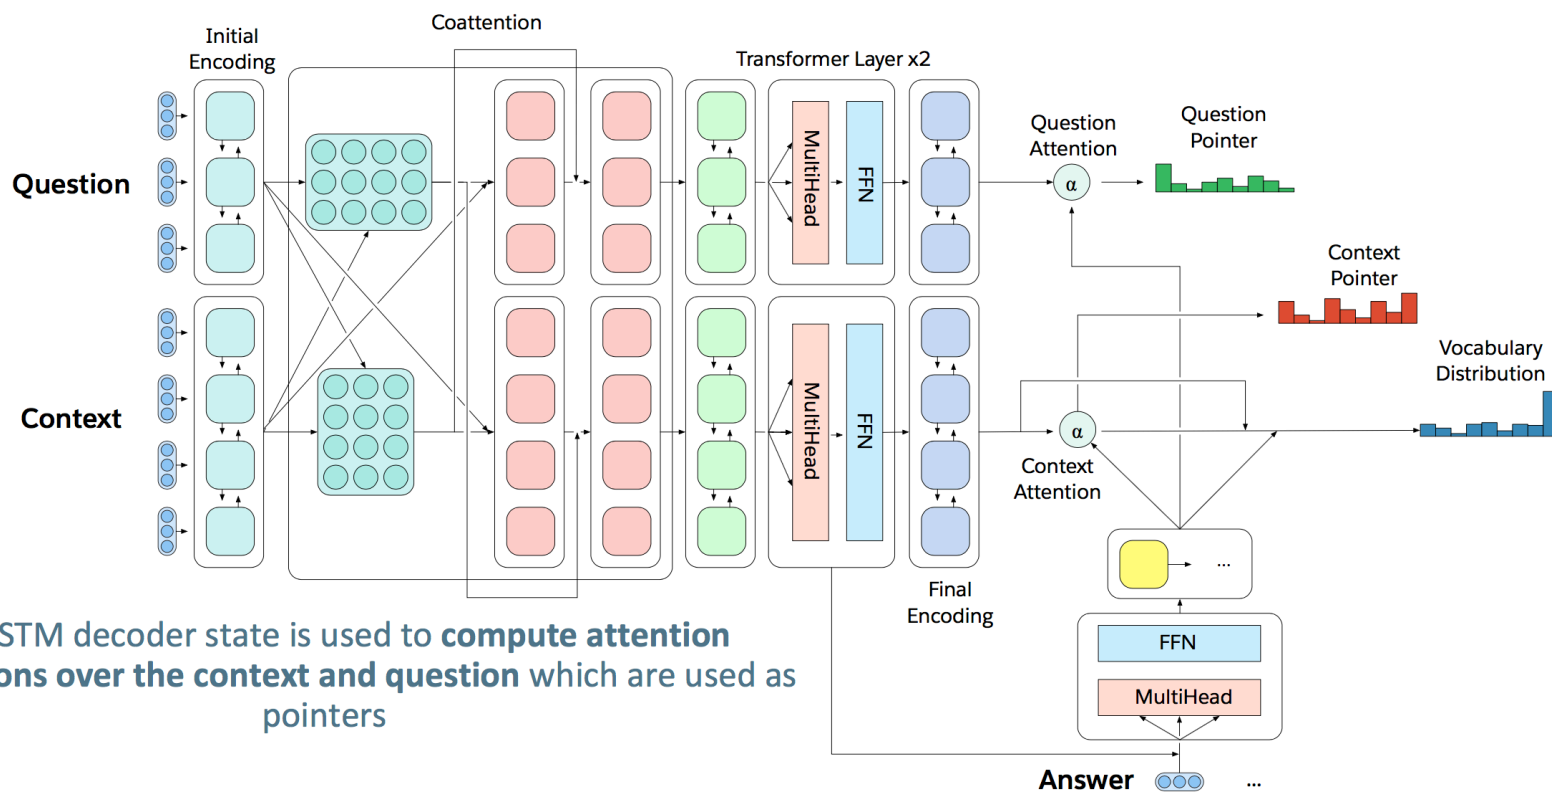 Coattention
Initial
Encoding
Transformer Layer x2
Question
MultiHead
FFN
Question
Attention
α
Question
Pointer
Context
Pointer
Vocabulary
Distribution
Context
MultiHead
FFN
α
Context
Attention
Final
Encoding
...
FFN
MultiHead
Answer
...
STM decoder state is used to compute attention
ons over the context and question which are used as
pointers